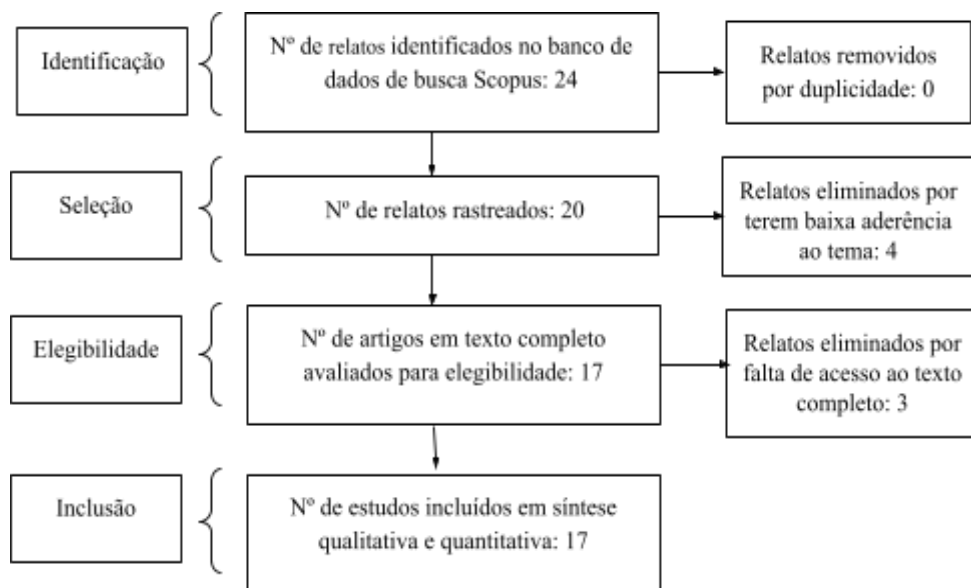 Identificação
Nº de relatos identificados no banco de
dados de busca Scopus: 24
Relatos removidos
por duplicidade: 0
Seleção
Nº de relatos rastreados: 20
Relatos eliminados por
terem baixa aderência
ao tema: 4
Elegibilidade
Nº de artigos em texto completo
avaliados para elegibilidade: 17
Relatos eliminados por
falta de acesso ao texto
completo: 3
Inclusão
Nº de estudos incluídos em síntese
qualitativa e quantitativa: 17